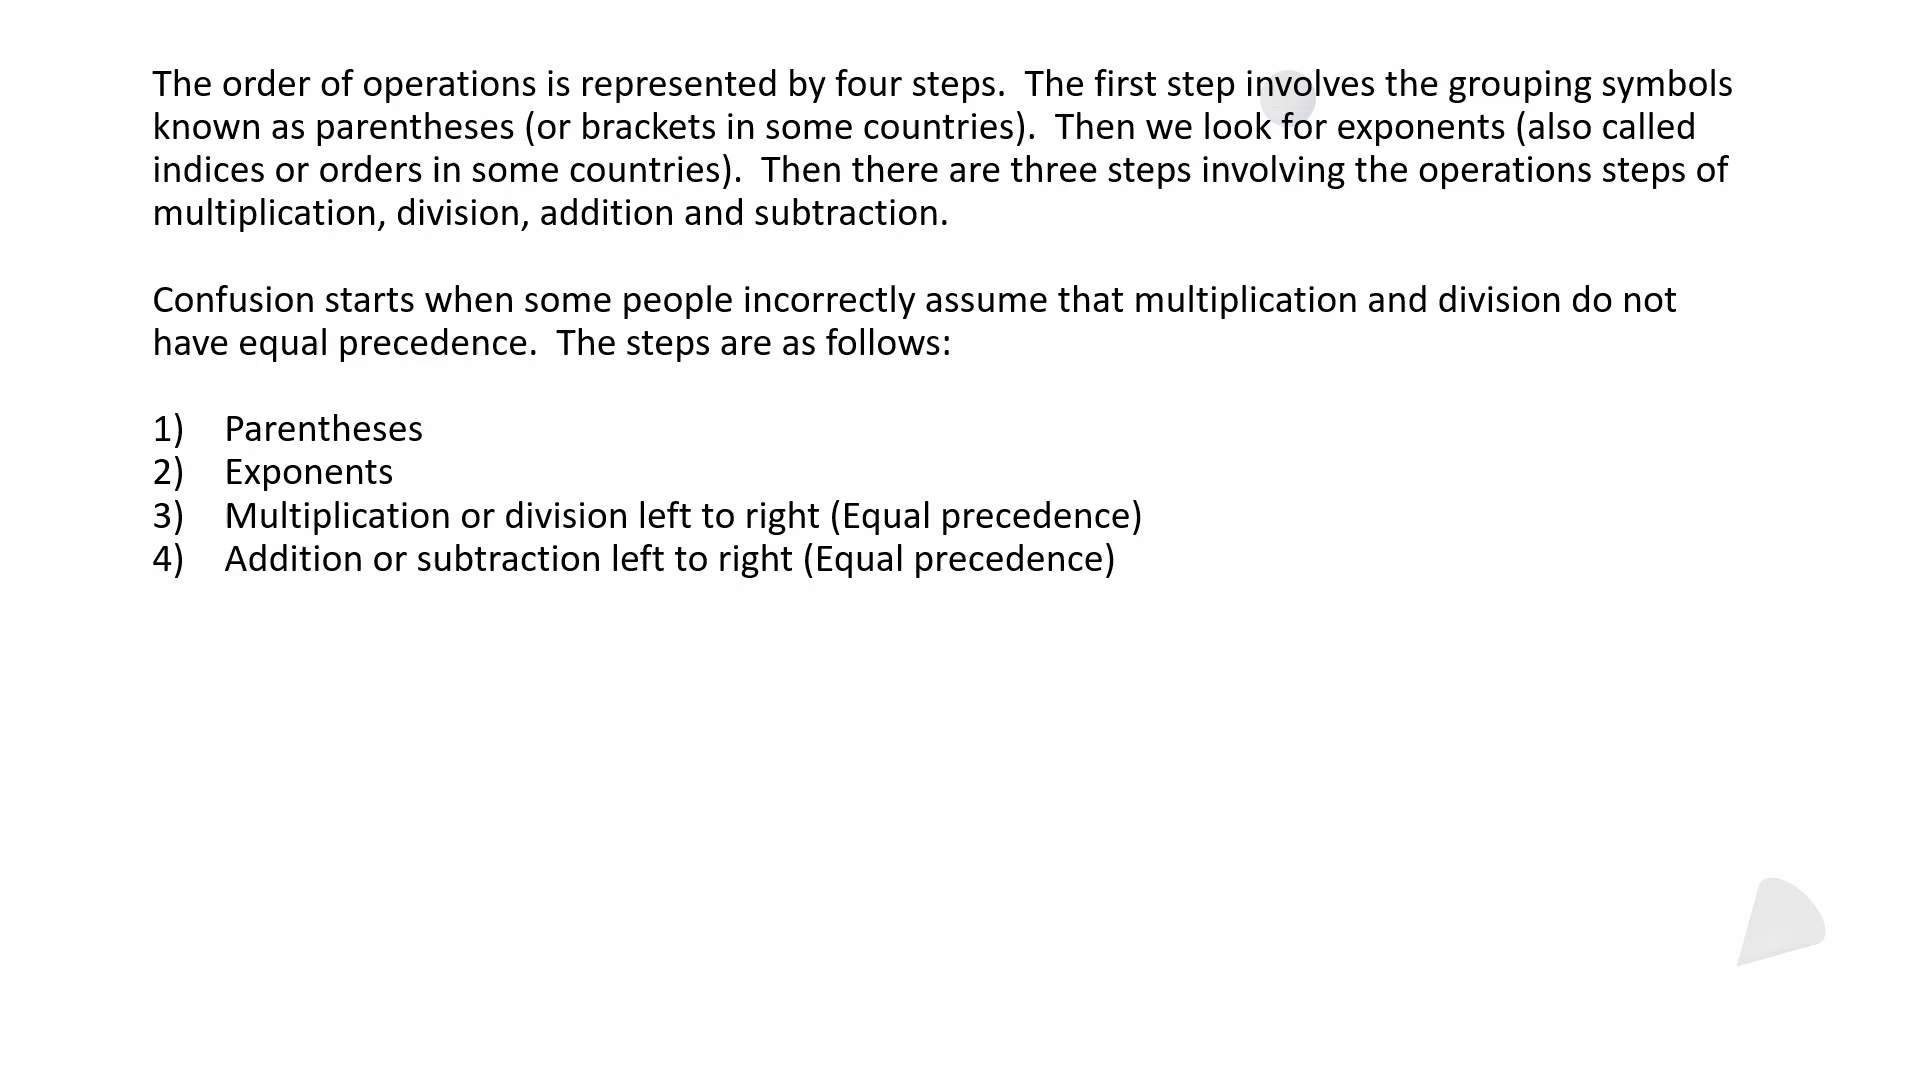 The order of operations is represented by four steps.  The first step involves the grouping symbols
known as parentheses (or brackets in some countries).  Then we look for exponents (also called
indices or orders in some countries).  Then there are three steps involving the operations steps of
multiplication, division, addition and subtraction.
Confusion starts when some people incorrectly assume that multiplication and division do not
have equal precedence.  The steps are as follows:
1) Parentheses
2) Exponents
3) Multiplication or division left to right (Equal precedence)
4) Addition or subtraction left to right (Equal precedence)